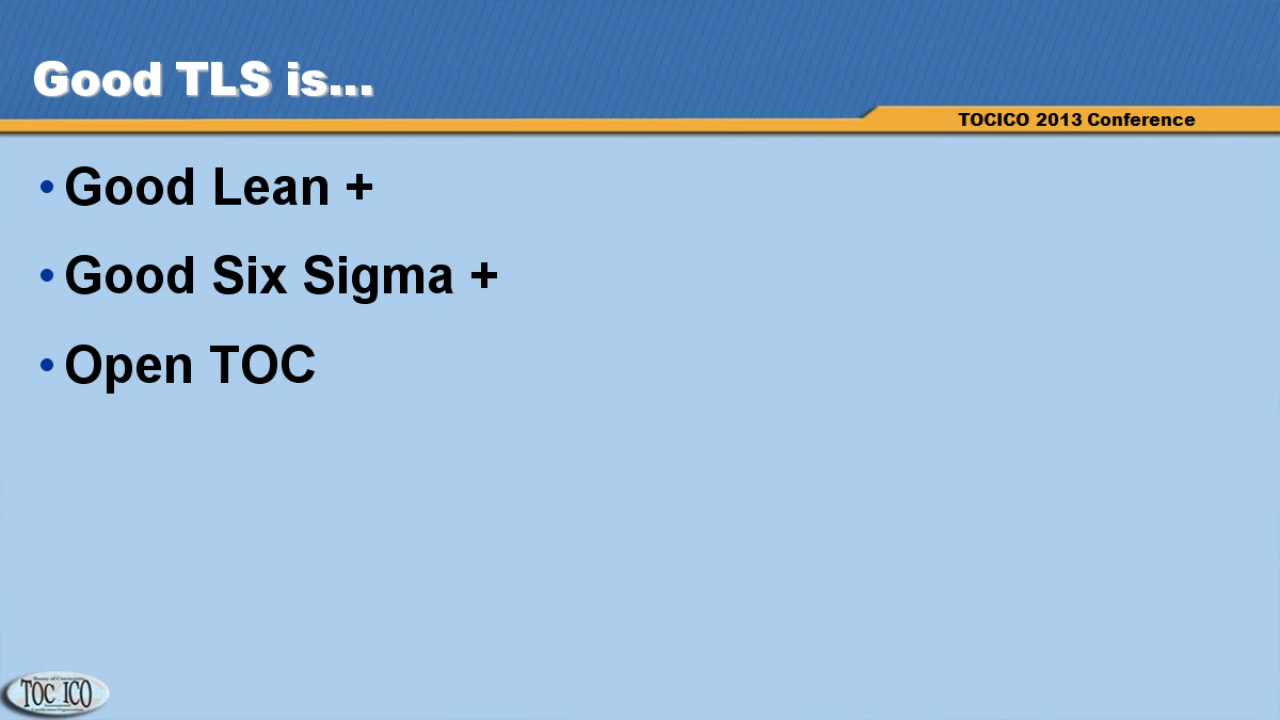 Good TLS is...
TOCICO 2013 Conference
• Good Lean +
• Good Six Sigma +
• Open TOC
TOC ICO